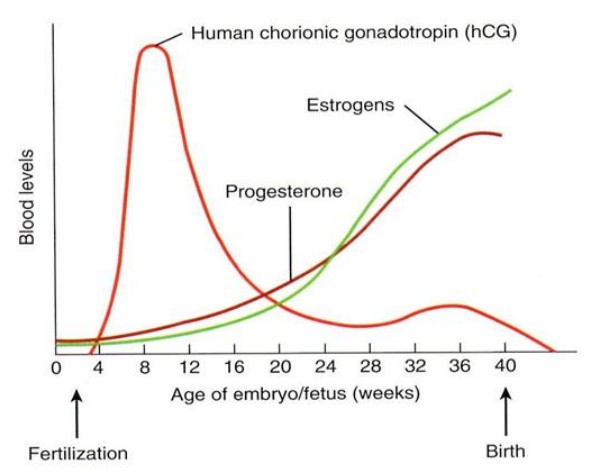 Human chorionic gonadotropin (hCG)
Estrogens
Progesterone
Blood levels
0 4 8 12 16 20 24 28 32 36 40
Age of embryo/fetus (weeks)
Fertilization
Birth